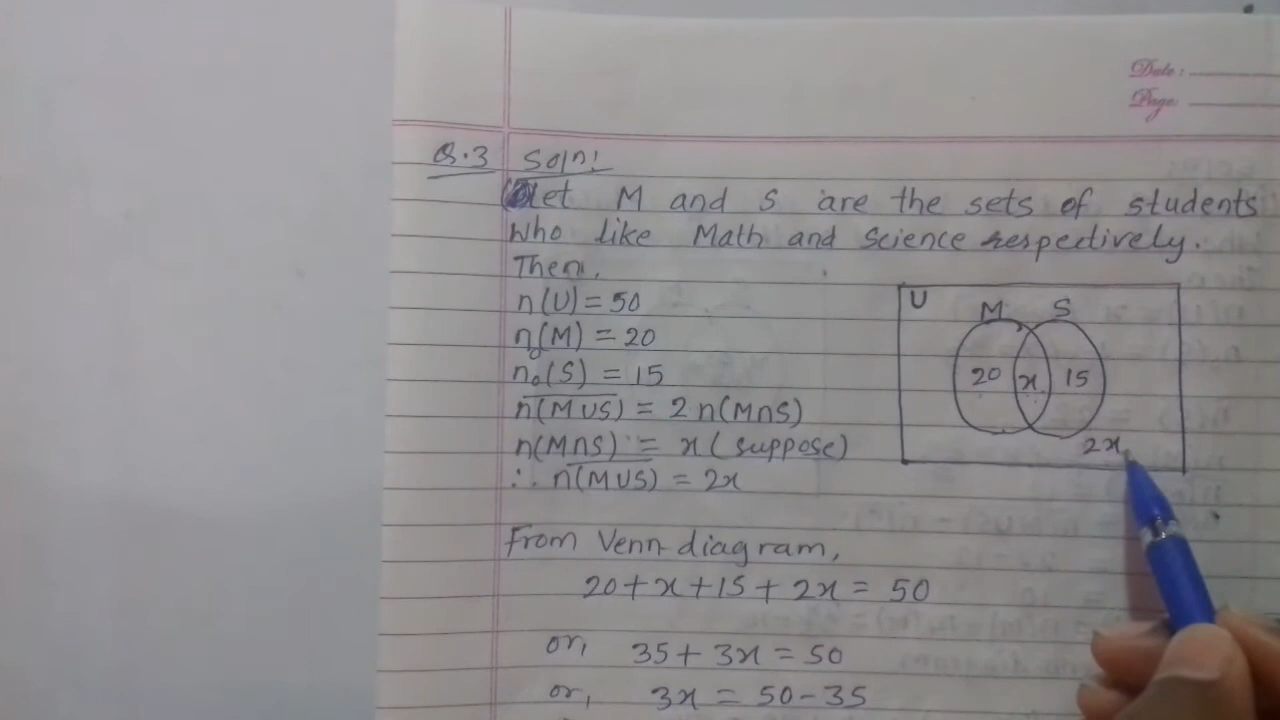 Date:
Page:
Q.3 Soln:
Let M and S are the sets of students
who like Math and Science respectively.
Then,
n(U) = 50
n₀(M) = 20
n₀(S) = 15
n(̅M̅ ̅U̅ ̅S̅)̅ = 2 n(M∩S)
n(M∩S) = x (suppose)
∴ n(̅M̅ ̅U̅ ̅S̅)̅ = 2x
U
M S
20 x 15
2x
From Venn-diagram,
20 + x + 15 + 2x = 50
or, 35 + 3x = 50
or, 3x = 50 - 35